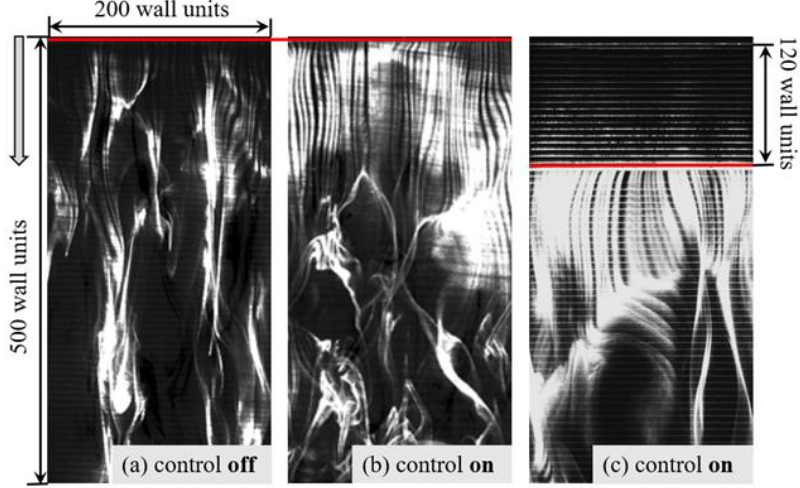 200 wall units
500 wall units
120 wall units
(a) control off
(b) control on
(c) control on